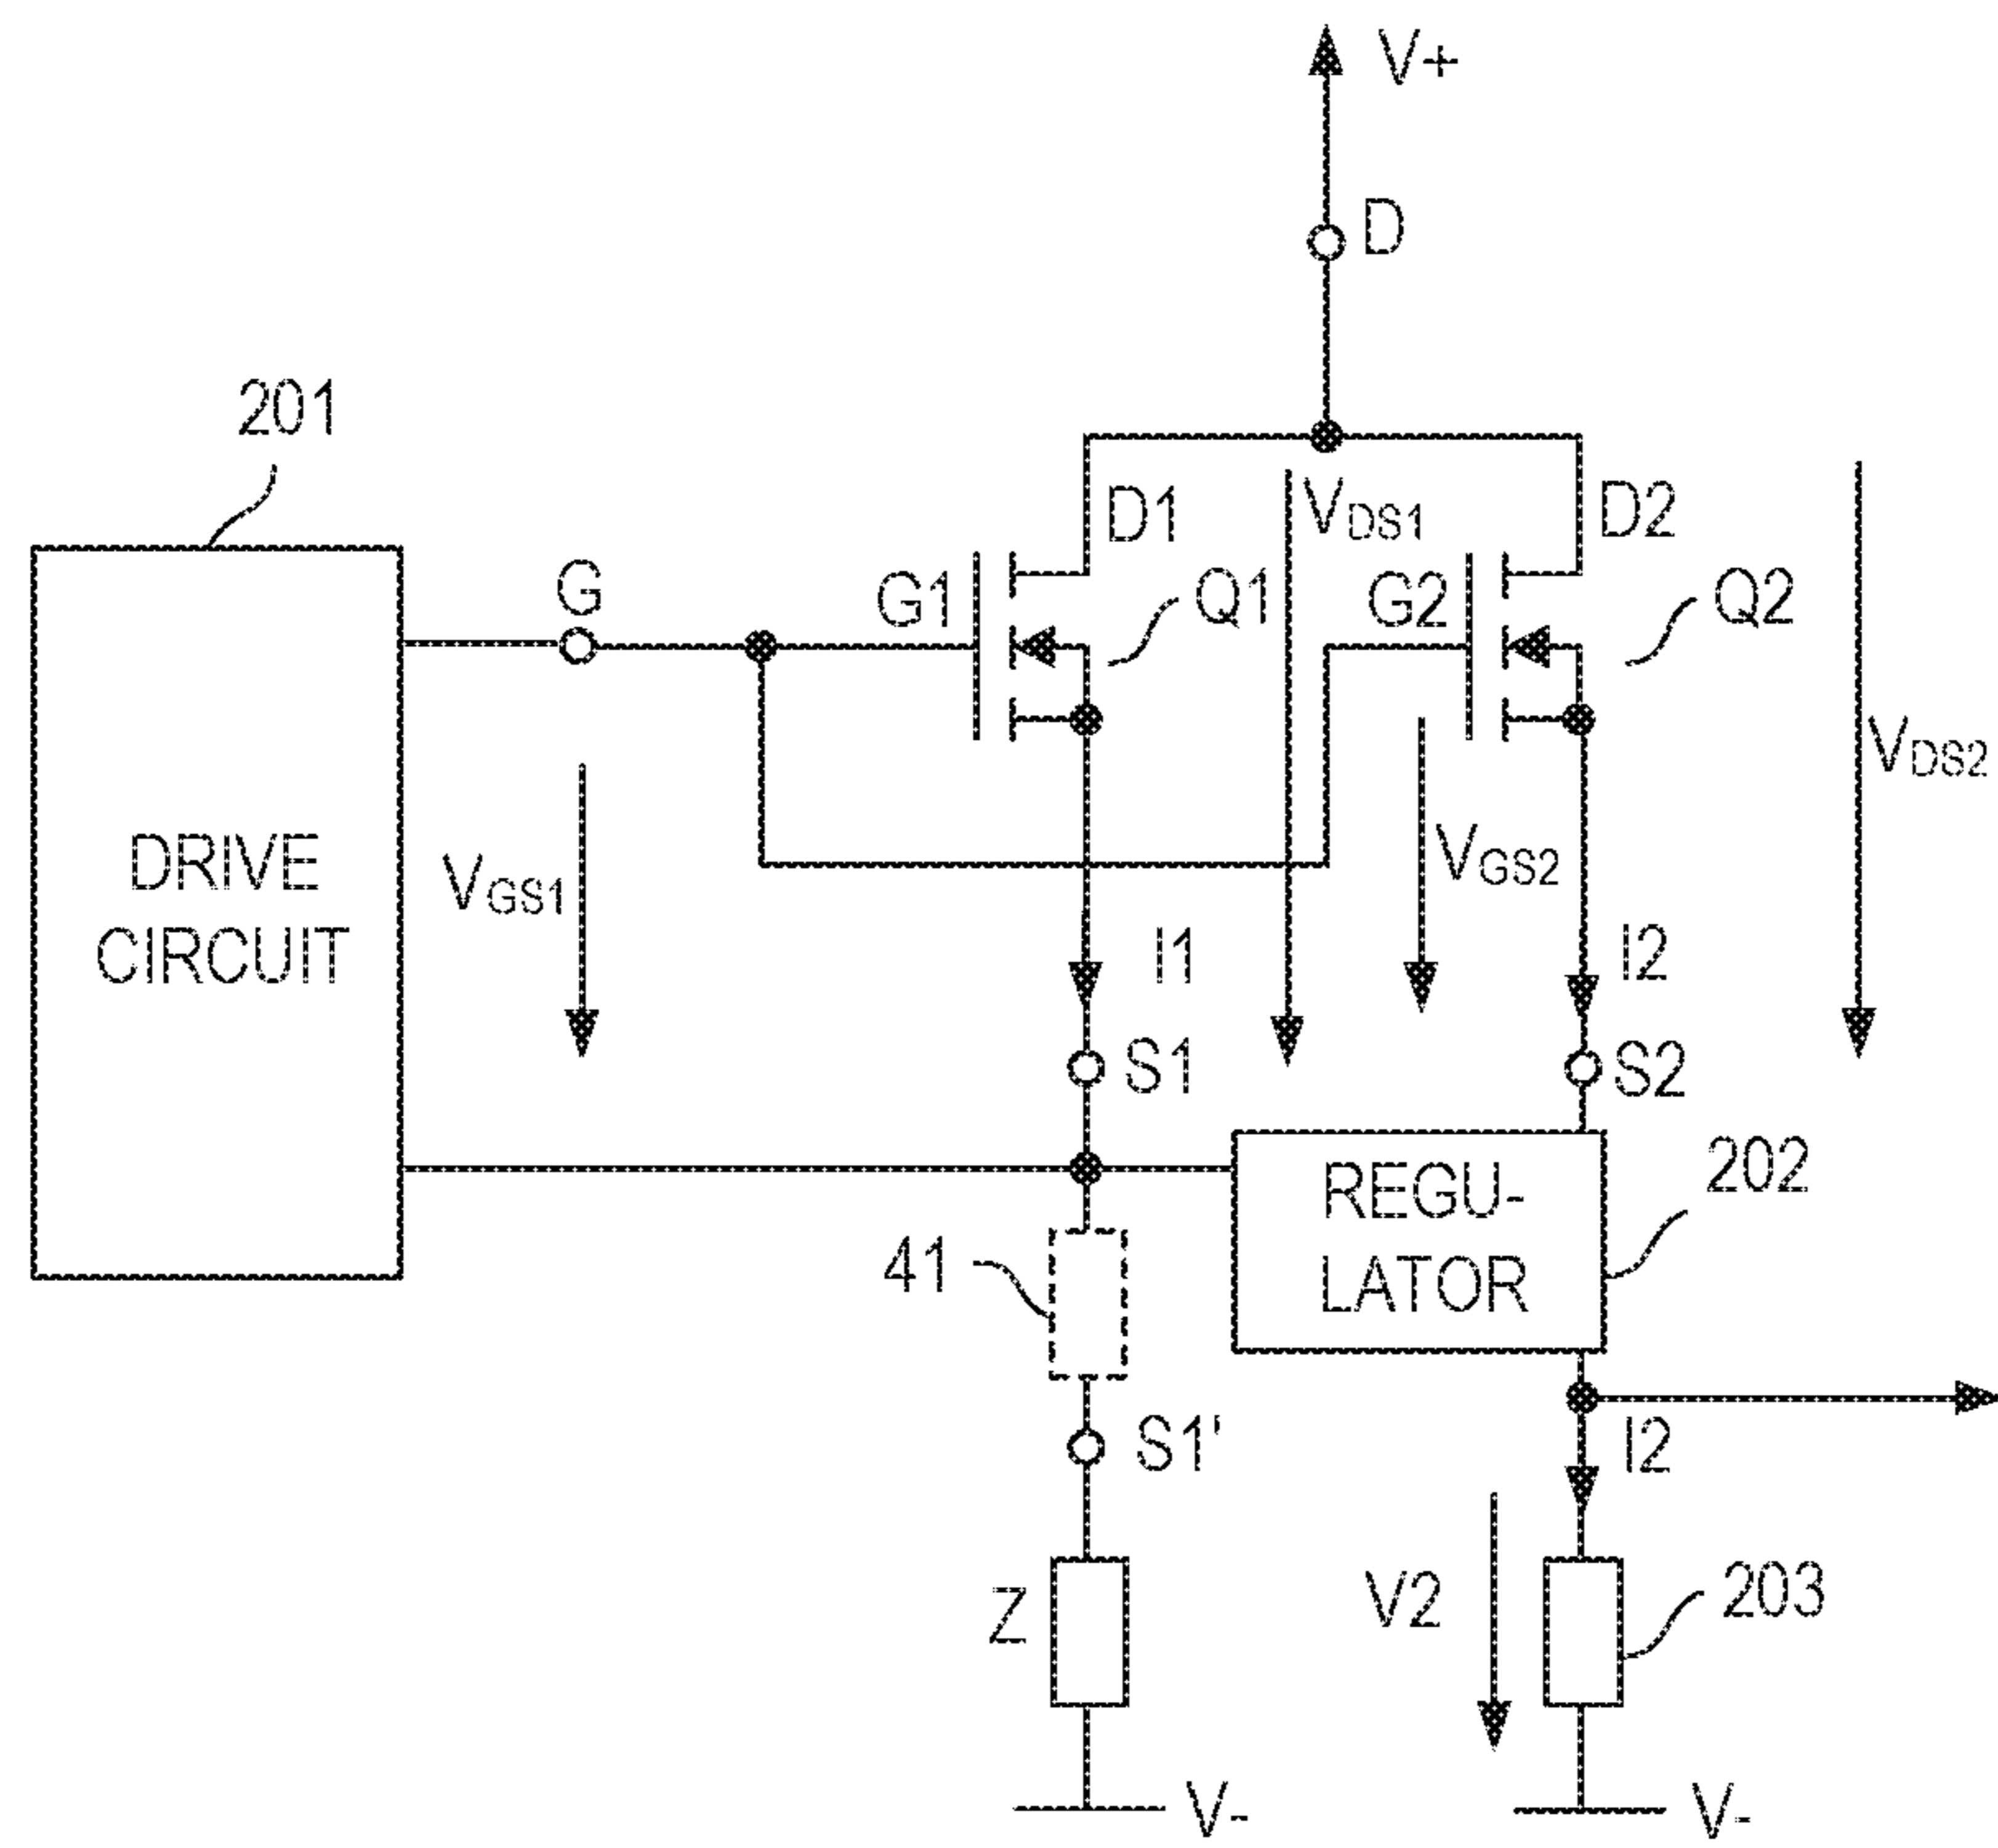 V+
D
201
D1
VDS1
D2
G
G1
Q1
G2
Q2
VDS2
DRIVE
CIRCUIT
VGS1
VGS2
I1
I2
S1
S2
REGU-
LATOR
202
41
S1'
I2
Z
V2
203
V-
V-